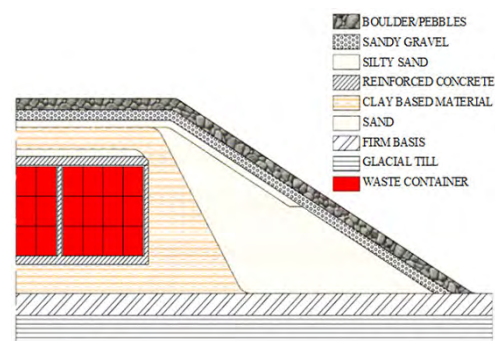 BOULDER/PEBBLES
SANDY GRAVEL
SILTY SAND
REINFORCED CONCRETE
CLAY BASED MATERIAL
SAND
FIRM BASIS
GLACIAL TILL
WASTE CONTAINER